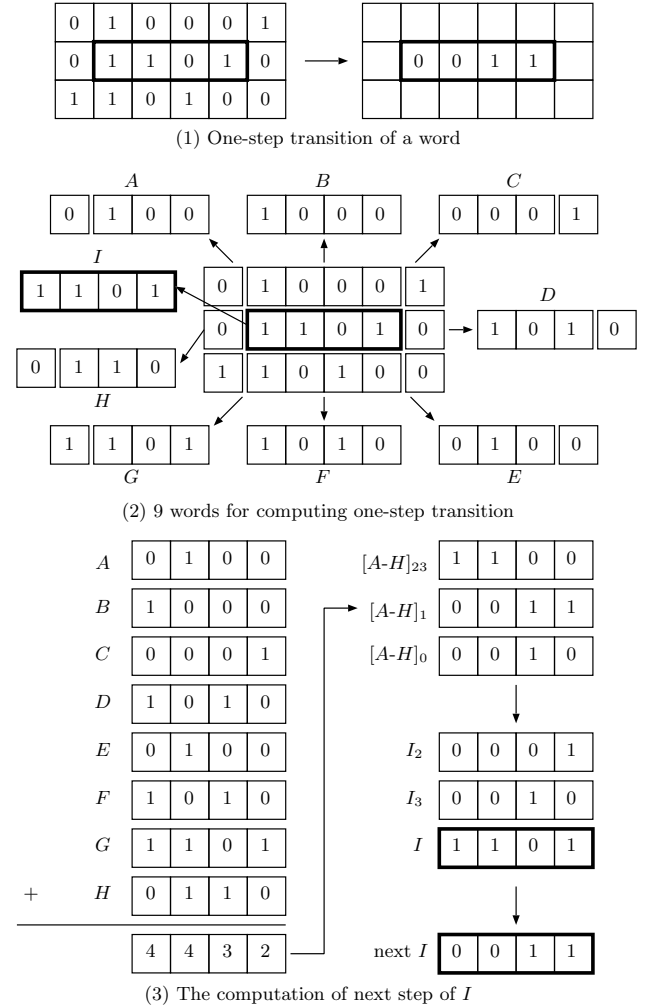 0 1 0 0 0 1
0 1 1 0 1 0 0 0 1 1
1 1 0 1 0 0
(1) One-step transition of a word
A B C
0 1 0 0 1 0 0 0 0 0 0 1
I
1 1 0 1
0 1 0 0 0 1
D
0 1 1 0 1 0 1 0 1 0
0 1 1 0
1 1 0 1 0 0
H
1 1 0 1 1 0 1 0 0 1 0 0
G F E
(2) 9 words for computing one-step transition
A 0 1 0 0
B 1 0 0 0
C 0 0 0 1
D 1 0 1 0
E 0 1 0 0
F 1 0 1 0
G 1 1 0 1
+ H 0 1 1 0
4 4 3 2
[A-H]23 1 1 0 0
[A-H]1 0 0 1 1
[A-H]0 0 0 1 0
I2 0 0 0 1
I3 0 0 1 0
I 1 1 0 1
next I 0 0 1 1
(3) The computation of next step of I